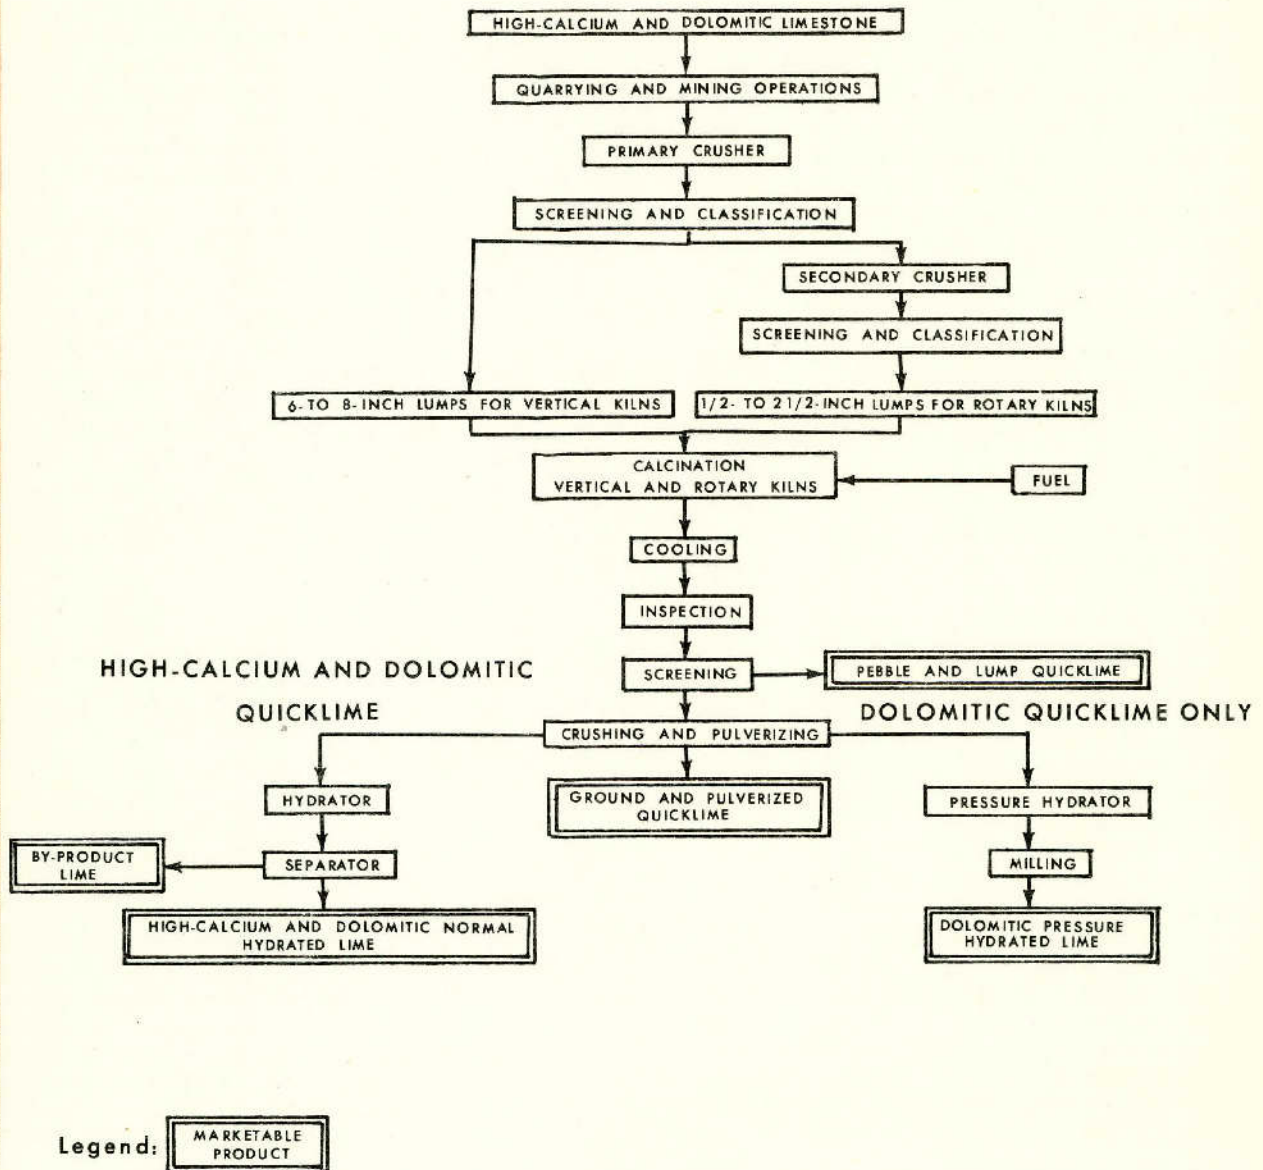 HIGH-CALCIUM AND DOLOMITIC LIMESTONE
QUARRYING AND MINING OPERATIONS
PRIMARY CRUSHER
SCREENING AND CLASSIFICATION
SECONDARY CRUSHER
SCREENING AND CLASSIFICATION
6- TO 8-INCH LUMPS FOR VERTICAL KILNS
1/2- TO 2 1/2-INCH LUMPS FOR ROTARY KILNS
CALCINATION
VERTICAL AND ROTARY KILNS
FUEL
COOLING
INSPECTION
HIGH-CALCIUM AND DOLOMITIC
QUICKLIME
SCREENING
PEBBLE AND LUMP QUICKLIME
DOLOMITIC QUICKLIME ONLY
CRUSHING AND PULVERIZING
HYDRATOR
GROUND AND PULVERIZED
QUICKLIME
PRESSURE HYDRATOR
BY-PRODUCT
LIME
SEPARATOR
MILLING
HIGH-CALCIUM AND DOLOMITIC NORMAL
HYDRATED LIME
DOLOMITIC PRESSURE
HYDRATED LIME
Legend:
MARKETABLE
PRODUCT